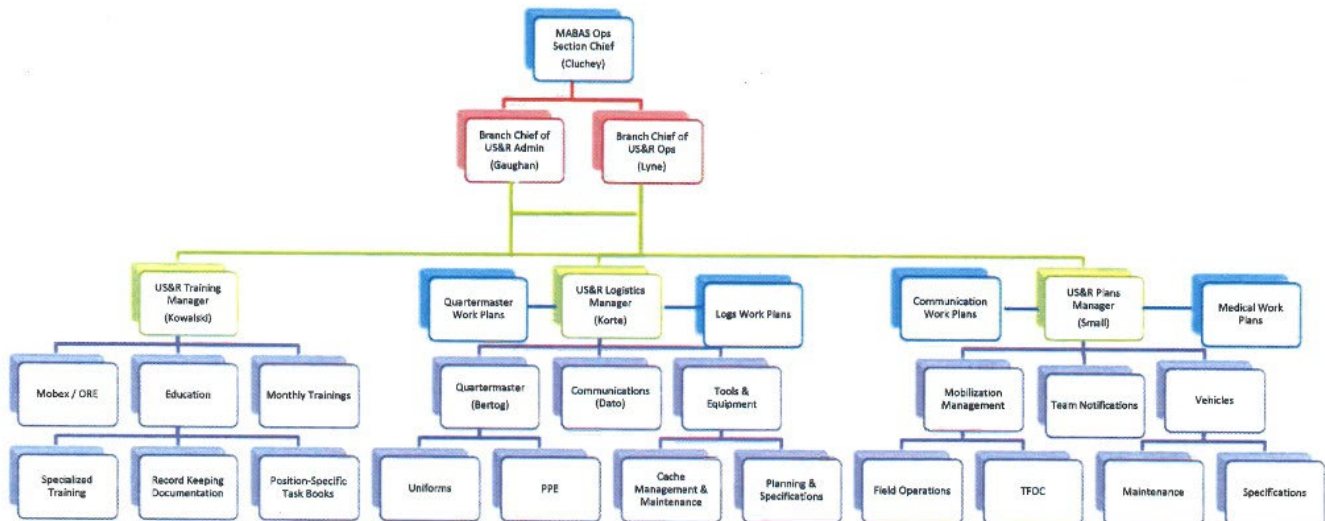 MABAS Ops
Section Chief
(Cluchey)
Branch Chief of
US&R Admin
(Gaughan)
Branch Chief of
US&R Ops
(Lyne)
US&R Training
Manager
(Kowalski)
Quartermaster
Work Plans
US&R Logistics
Manager
(Korte)
Logs Work Plans
Communication
Work Plans
US&R Plans
Manager
(Small)
Medical Work
Plans
Mobex / ORE
Education
Monthly Trainings
Quartermaster
(Bertog)
Communications
(Dato)
Tools &
Equipment
Mobilization
Management
Team Notifications
Vehicles
Specialized
Training
Record Keeping
Documentation
Position-Specific
Task Books
Uniforms
PPE
Cache
Management &
Maintenance
Planning &
Specifications
Field Operations
TFOC
Maintenance
Specifications